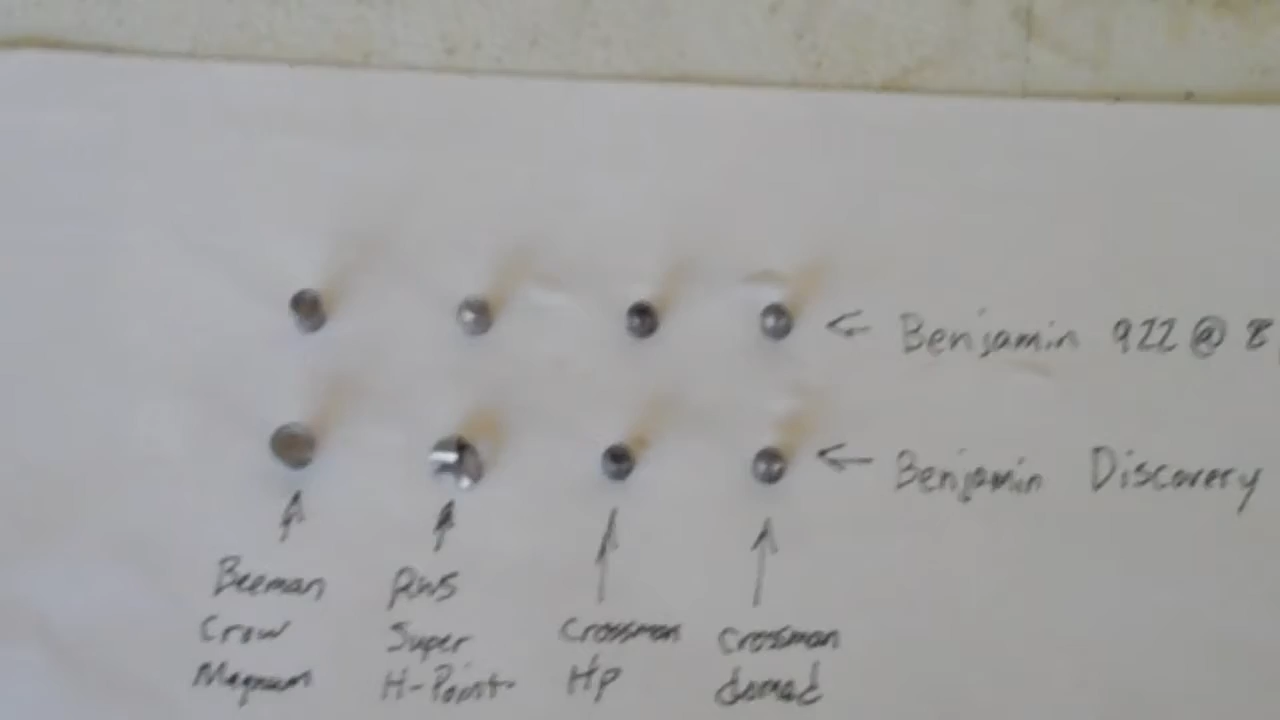 ← Benjamin 922 @ 8
← Benjamin Discovery
Beeman
Crow
Magnum
RWS
Super
H-Point
Crossman
Hp
Crossman
domed